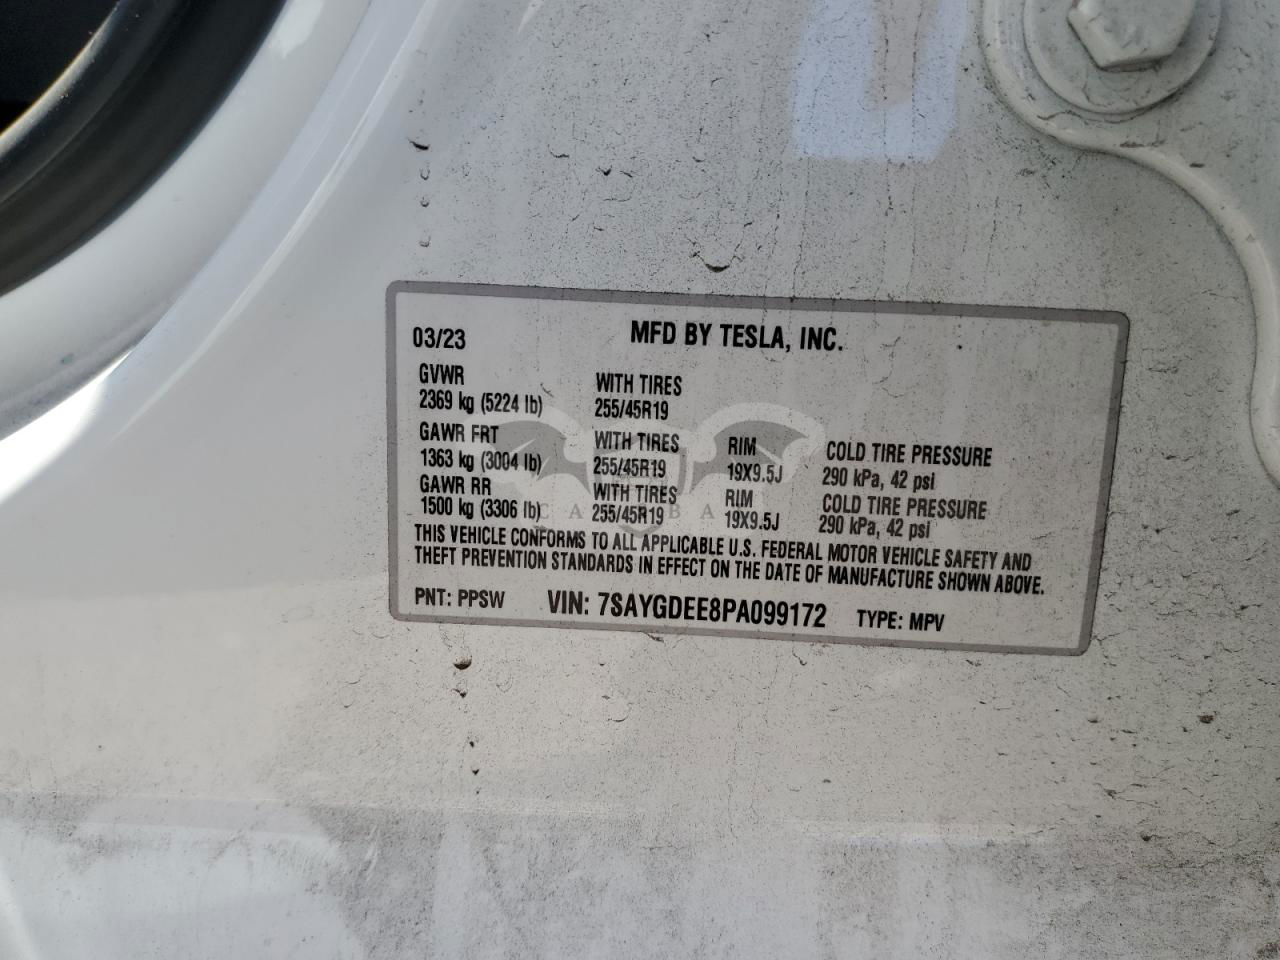 03/23 MFD BY TESLA, INC.
GVWR WITH TIRES
2369 kg (5224 lb) 255/45R19
GAWR FRT WITH TIRES RIM COLD TIRE PRESSURE
1363 kg (3004 lb) 255/45R19 19X9.5J 290 kPa, 42 psi
GAWR RR WITH TIRES RIM COLD TIRE PRESSURE
1500 kg (3306 lb) 255/45R19 19X9.5J 290 kPa, 42 psi
THIS VEHICLE CONFORMS TO ALL APPLICABLE U.S. FEDERAL MOTOR VEHICLE SAFETY AND
THEFT PREVENTION STANDARDS IN EFFECT ON THE DATE OF MANUFACTURE SHOWN ABOVE.
PNT: PPSW VIN: 7SAYGDEE8PA099172 TYPE: MPV